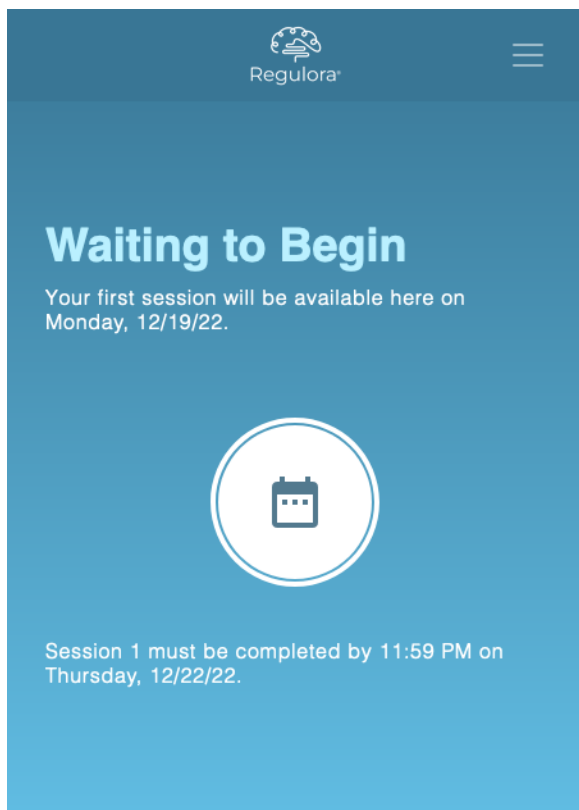 Regulora®
Waiting to Begin
Your first session will be available here on
Monday, 12/19/22.
Session 1 must be completed by 11:59 PM on
Thursday, 12/22/22.